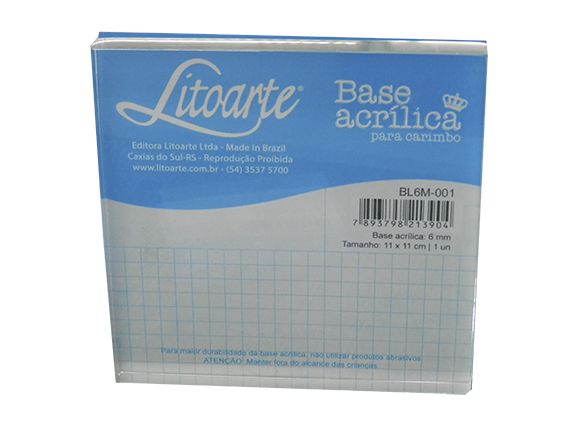 Litoarte®
Editora Litoarte Ltda - Made In Brazil
Caxias do Sul-RS - Reprodução Proibida
www.litoarte.com.br - (54) 3537 5700
Base
acrílica
para carimbo
BL6M-001
7 893798 213904
Base acrílica: 6 mm
Tamanho: 11 x 11 cm | 1 un
Para maior durabilidade da base acrílica, não utilizar produtos abrasivos.
ATENÇÃO: Manter fora do alcance das crianças.